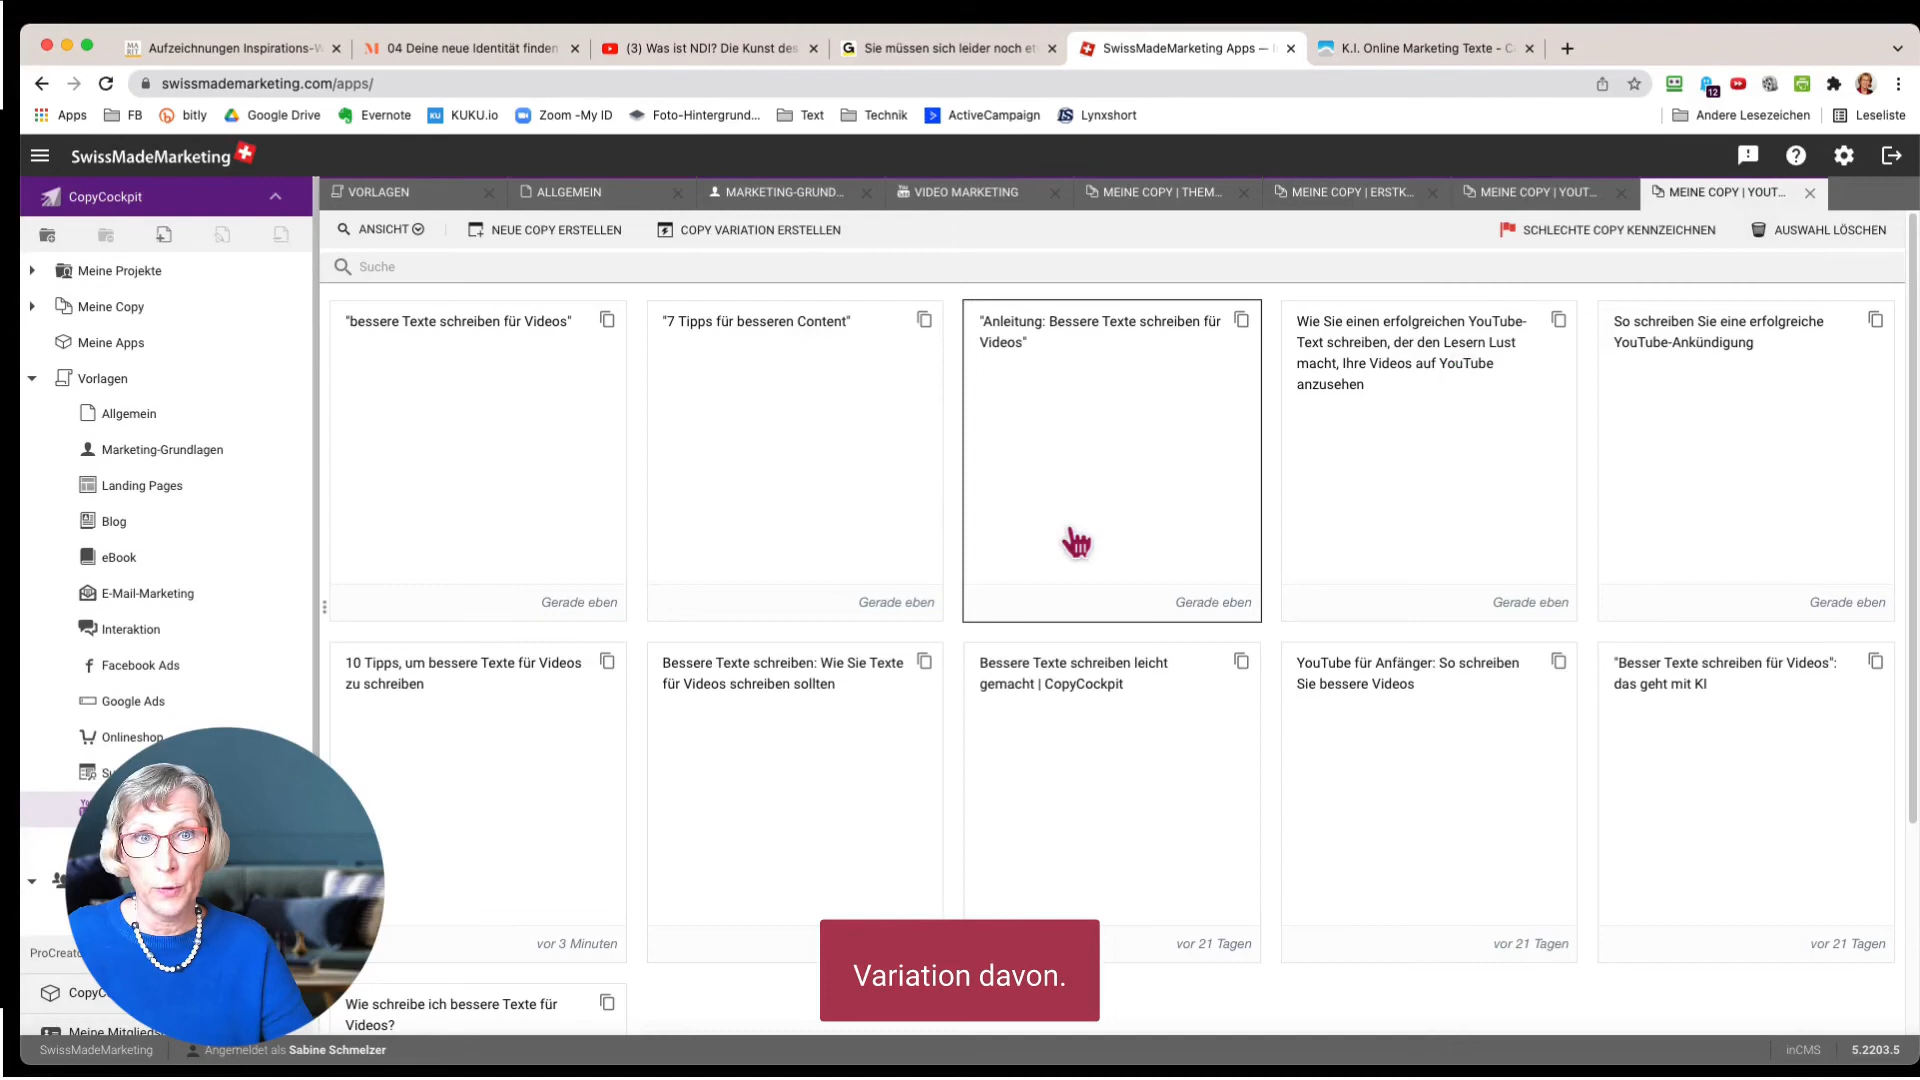 Aufzeichnungen Inspirations-W
04 Deine neue Identität finden
(3) Was ist NDI? Die Kunst des
Sie müssen sich leider noch et
SwissMadeMarketing Apps — I
K.I. Online Marketing Texte - C
swissmademarketing.com/apps/
12
Apps
FB
bitly
Google Drive
Evernote
KUKU.io
Zoom -My ID
Foto-Hintergrund...
Text
Technik
ActiveCampaign
Lynxshort
Andere Lesezeichen
Leseliste
SwissMadeMarketing
CopyCockpit
VORLAGEN
ALLGEMEIN
MARKETING-GRUND...
VIDEO MARKETING
MEINE COPY | THEM...
MEINE COPY | ERSTK...
MEINE COPY | YOUT...
MEINE COPY | YOUT...
ANSICHT
NEUE COPY ERSTELLEN
COPY VARIATION ERSTELLEN
SCHLECHTE COPY KENNZEICHNEN
AUSWAHL LÖSCHEN
Suche
Meine Projekte
Meine Copy
Meine Apps
Vorlagen
Allgemein
Marketing-Grundlagen
Landing Pages
Blog
eBook
E-Mail-Marketing
Interaktion
Facebook Ads
Google Ads
Onlineshop
ProCreato
CopyC
Meine Mitglieds
"bessere Texte schreiben für Videos"
Gerade eben
"7 Tipps für besseren Content"
Gerade eben
"Anleitung: Bessere Texte schreiben für
Videos"
Gerade eben
Wie Sie einen erfolgreichen YouTube-
Text schreiben, der den Lesern Lust
macht, Ihre Videos auf YouTube
anzusehen
Gerade eben
So schreiben Sie eine erfolgreiche
YouTube-Ankündigung
Gerade eben
10 Tipps, um bessere Texte für Videos
zu schreiben
vor 3 Minuten
Bessere Texte schreiben: Wie Sie Texte
für Videos schreiben sollten
Bessere Texte schreiben leicht
gemacht | CopyCockpit
vor 21 Tagen
YouTube für Anfänger: So schreiben
Sie bessere Videos
vor 21 Tagen
"Besser Texte schreiben für Videos":
das geht mit KI
vor 21 Tagen
Wie schreibe ich bessere Texte für
Videos?
Variation davon.
SwissMadeMarketing
Angemeldet als Sabine Schmelzer
inCMS
5.2203.5